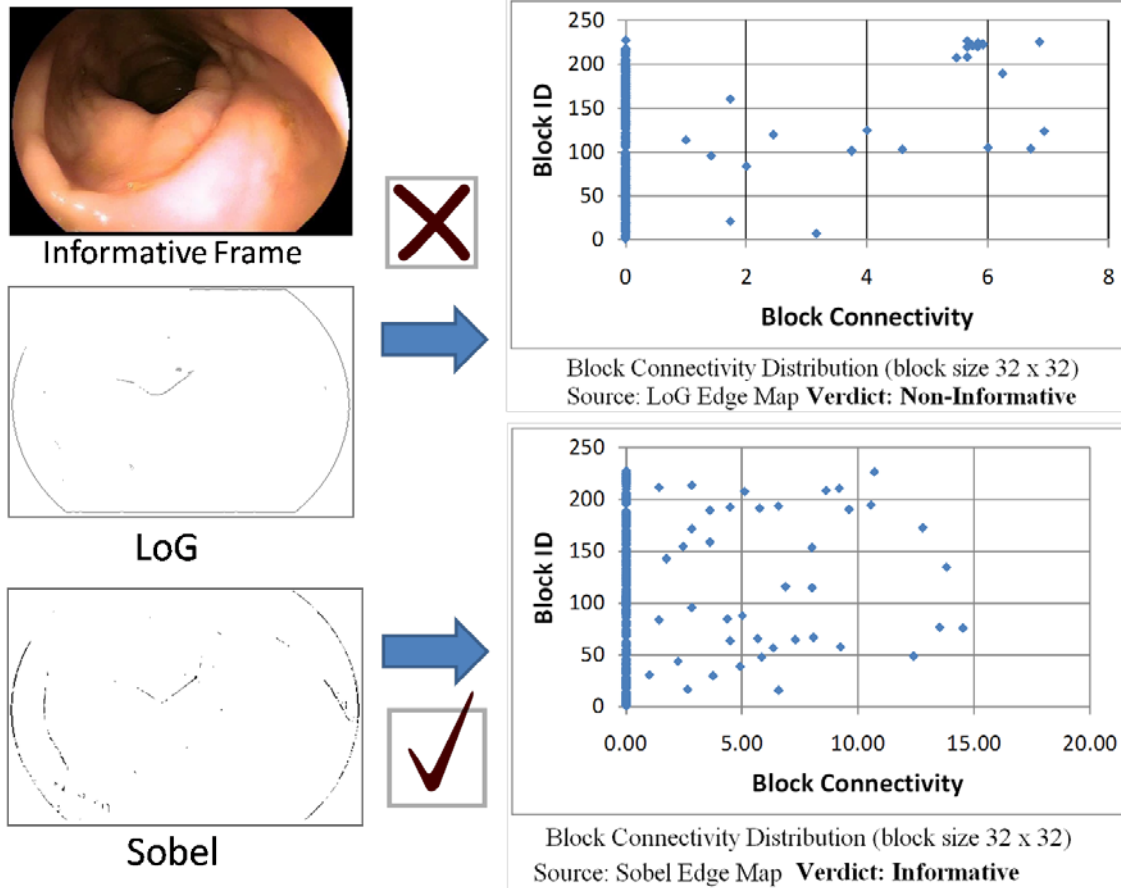 Informative Frame
LoG
Sobel
250
200
150
100
50
0
Block ID
0 2 4 6 8
Block Connectivity
Block Connectivity Distribution (block size 32 x 32)
Source: LoG Edge Map Verdict: Non-Informative
250
200
150
100
50
0
Block ID
0.00 5.00 10.00 15.00 20.00
Block Connectivity
Block Connectivity Distribution (block size 32 x 32)
Source: Sobel Edge Map Verdict: Informative